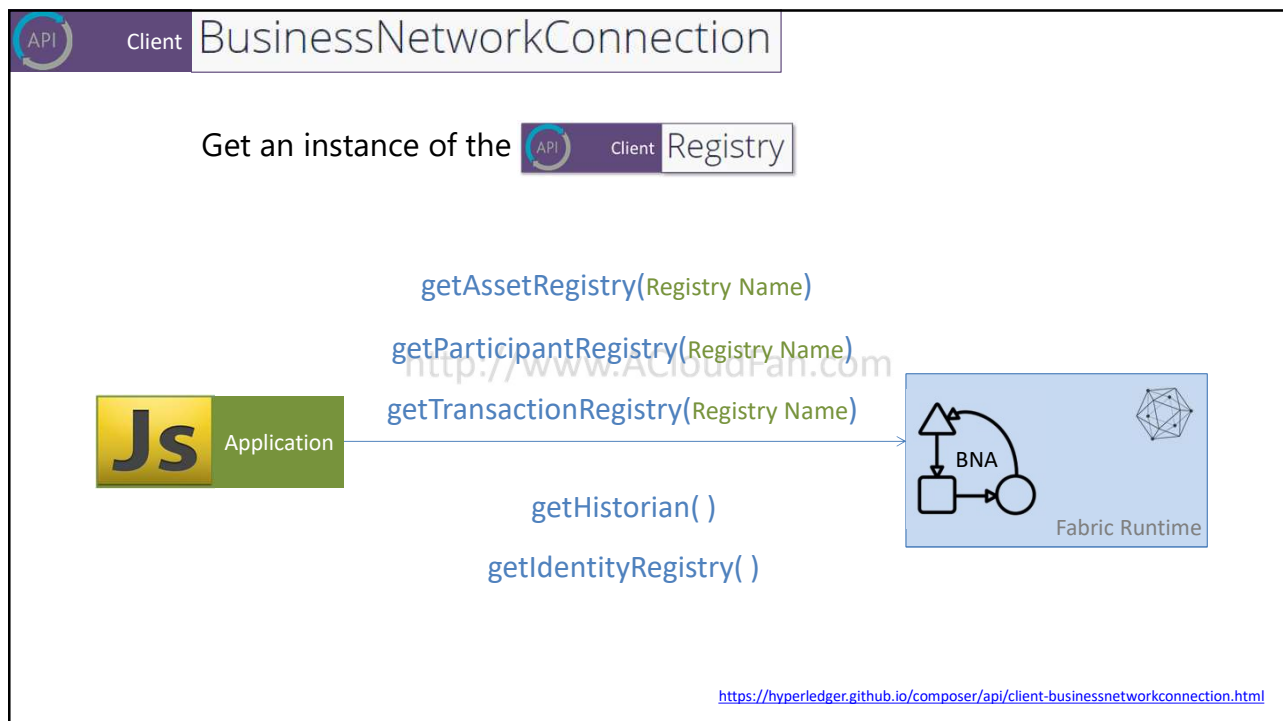 API Client BusinessNetworkConnection
Get an instance of the API Client Registry
getAssetRegistry(Registry Name)
getParticipantRegistry(Registry Name)
http://www.ACloudFan.com
getTransactionRegistry(Registry Name)
JS Application
BNA
getHistorian( )
Fabric Runtime
getIdentityRegistry( )
https://hyperledger.github.io/composer/api/client-businessnetworkconnection.html